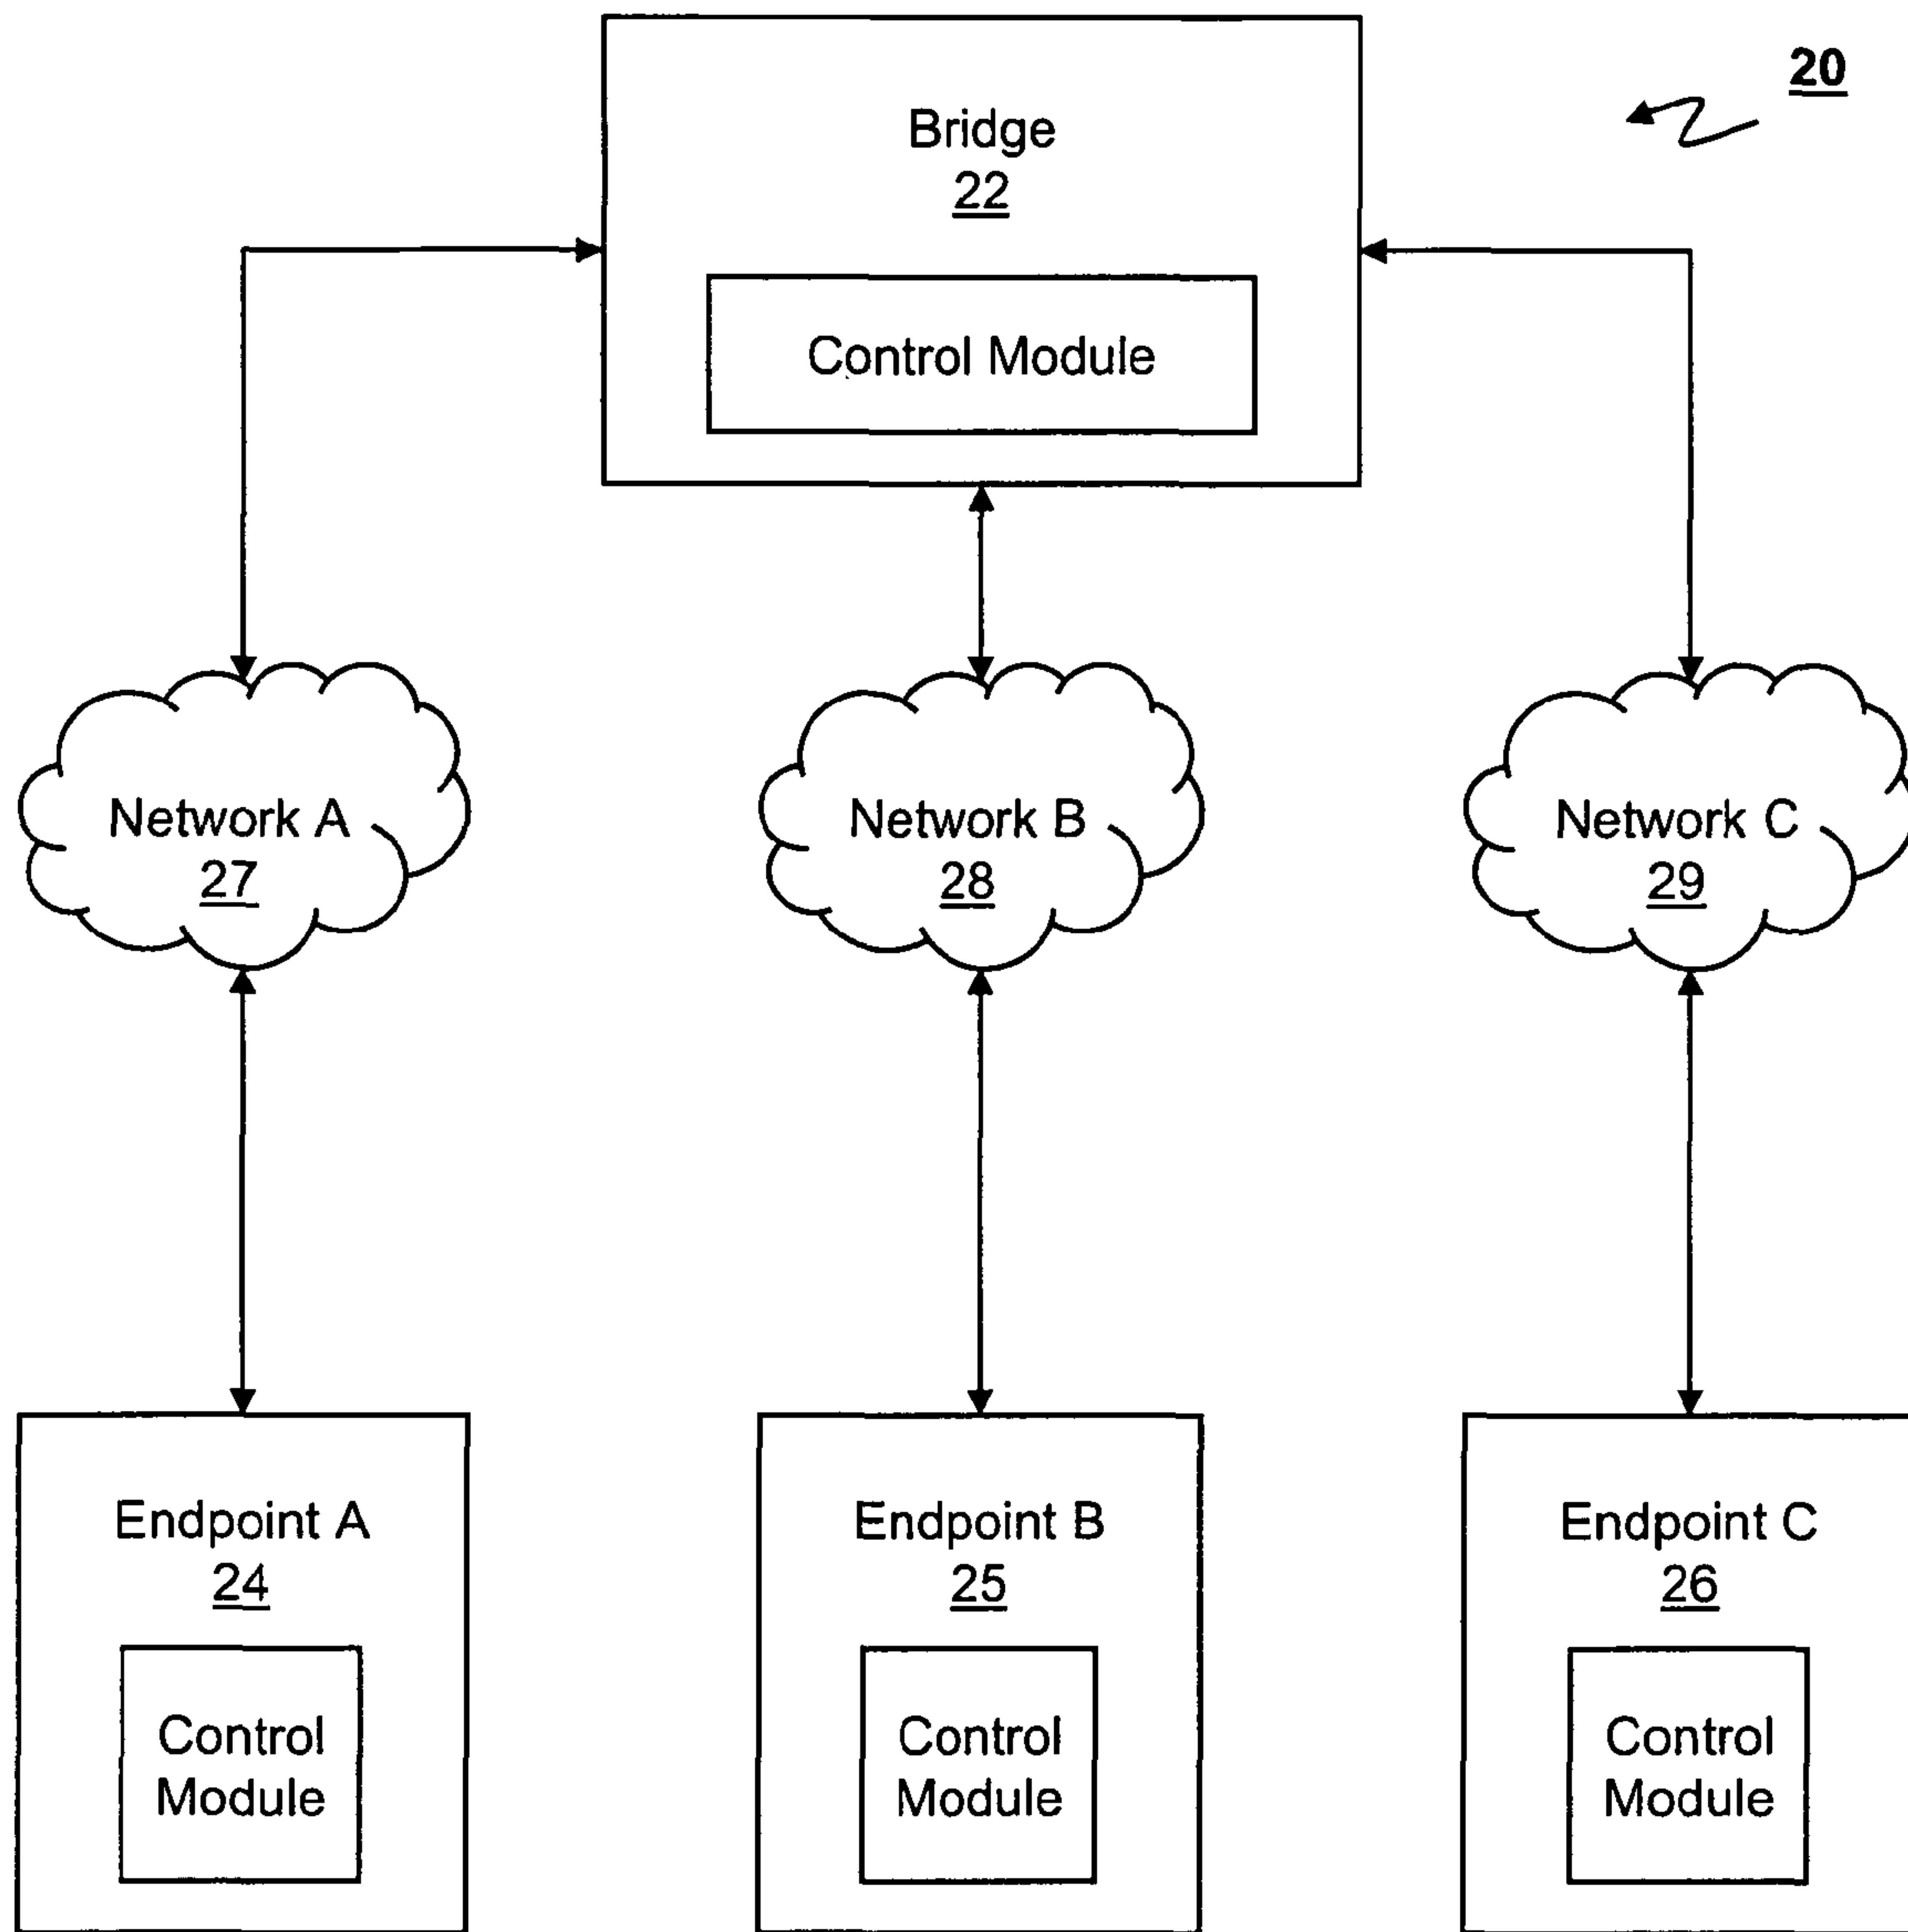 20
Bridge
22
Control Module
Network A
27
Network B
28
Network C
29
Endpoint A
24
Control
Module
Endpoint B
25
Control
Module
Endpoint C
26
Control
Module